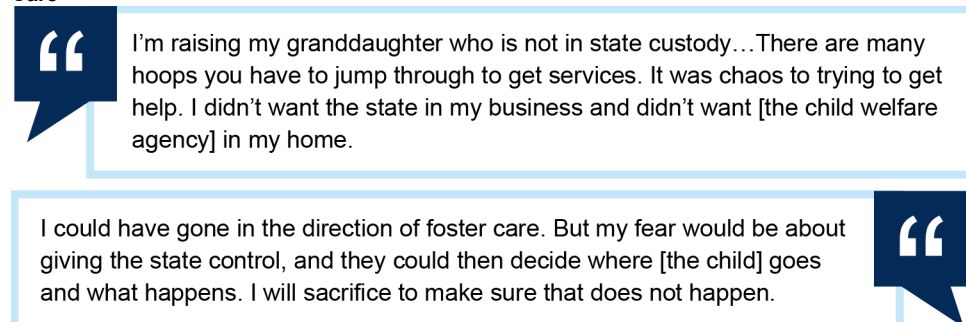 I’m raising my granddaughter who is not in state custody…There are many
hoops you have to jump through to get services. It was chaos to trying to get
help. I didn’t want the state in my business and didn’t want [the child welfare
agency] in my home.
I could have gone in the direction of foster care. But my fear would be about
giving the state control, and they could then decide where [the child] goes
and what happens. I will sacrifice to make sure that does not happen.